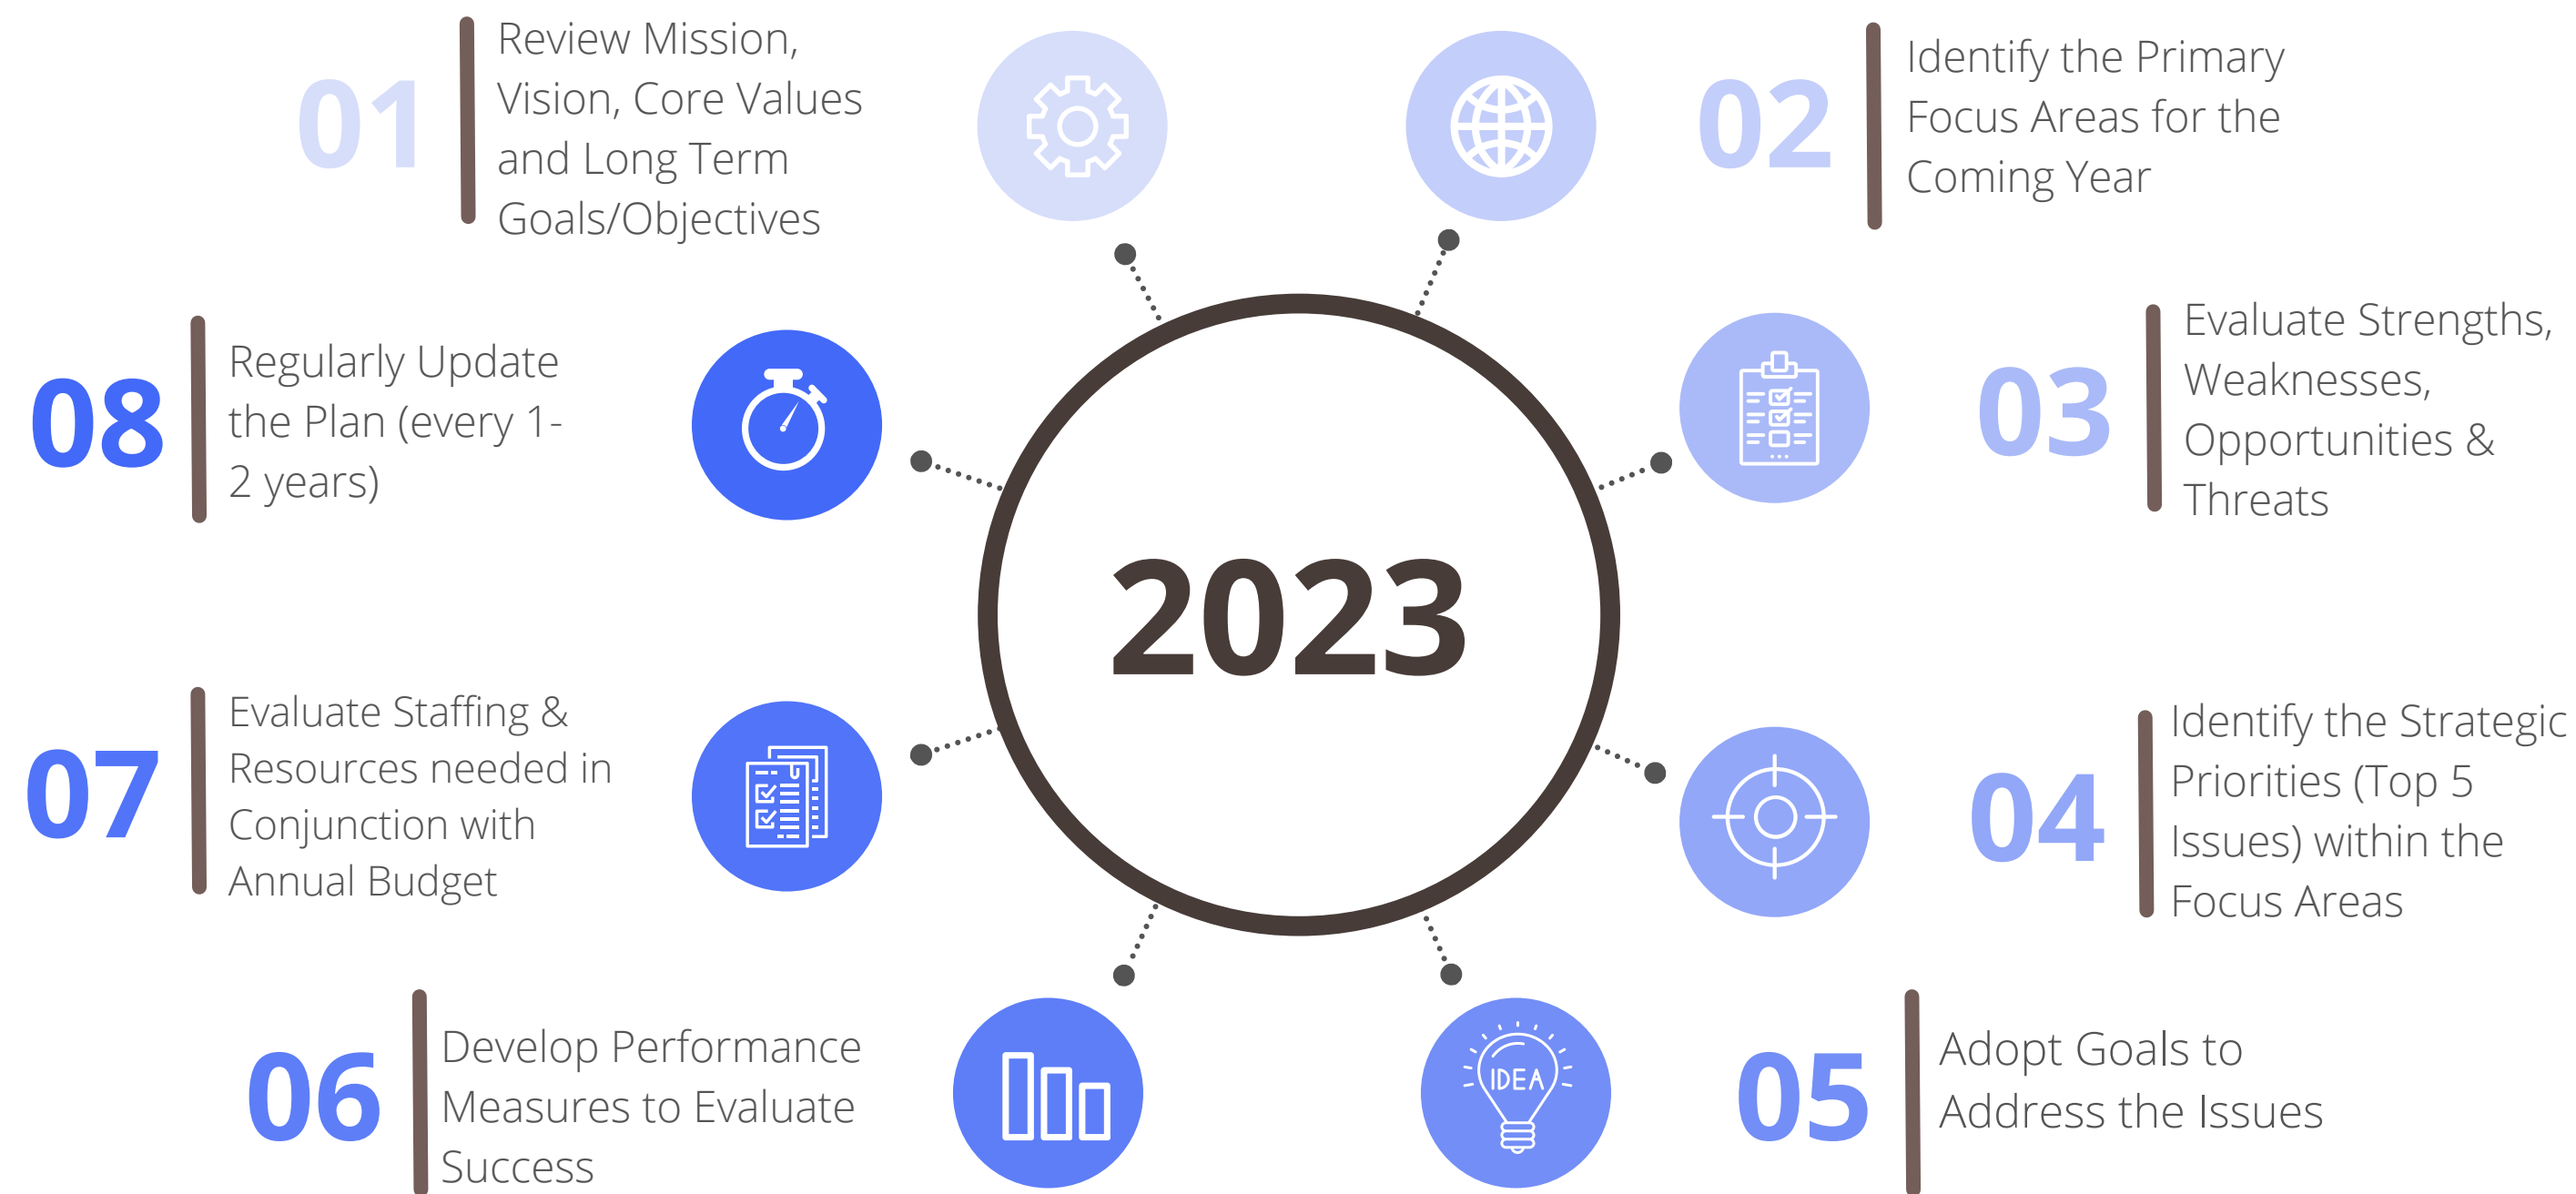 01
Review Mission,
Vision, Core Values
and Long Term
Goals/Objectives
02
Identify the Primary
Focus Areas for the
Coming Year
03
Evaluate Strengths,
Weaknesses,
Opportunities &
Threats
04
Identify the Strategic
Priorities (Top 5
Issues) within the
Focus Areas
05
Adopt Goals to
Address the Issues
IDEA
06
Develop Performance
Measures to Evaluate
Success
07
Evaluate Staffing &
Resources needed in
Conjunction with
Annual Budget
08
Regularly Update
the Plan (every 1-
2 years)
2023